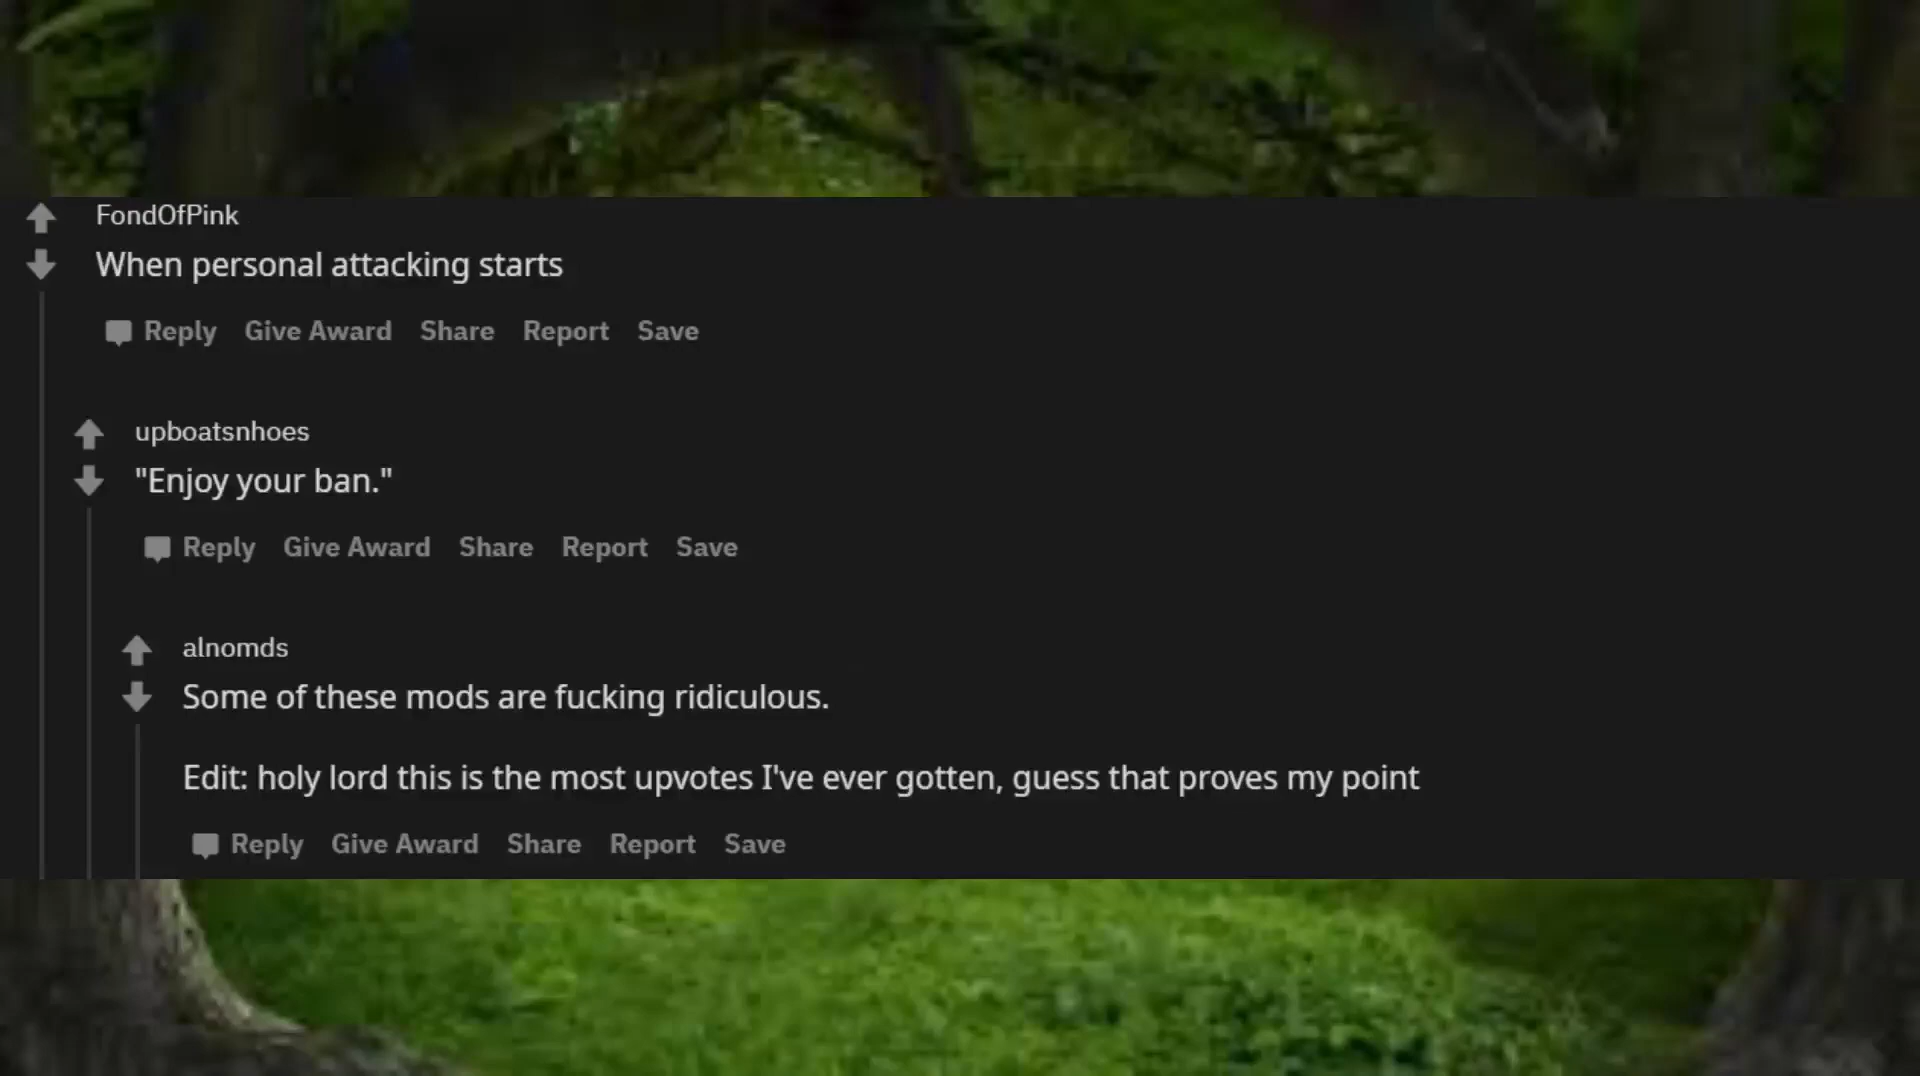 FondOfPink
When personal attacking starts
Reply Give Award Share Report Save
upboatsnhoes
"Enjoy your ban."
Reply Give Award Share Report Save
alnomds
Some of these mods are fucking ridiculous.
Edit: holy lord this is the most upvotes I've ever gotten, guess that proves my point
Reply Give Award Share Report Save